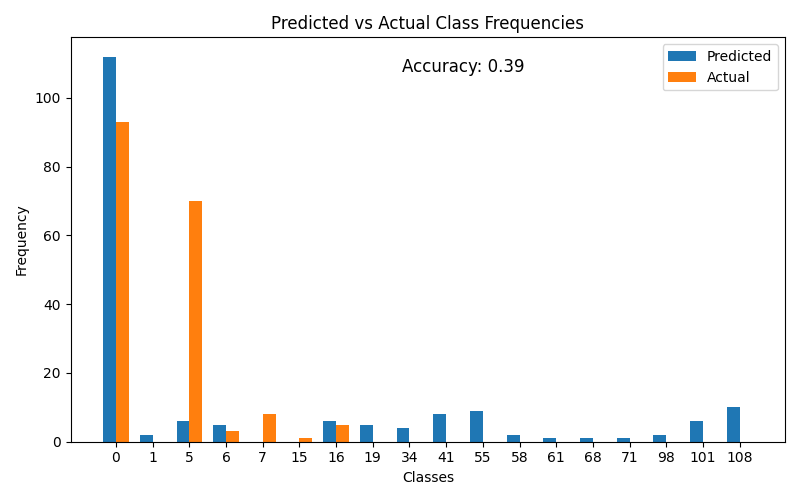 Predicted vs Actual Class Frequencies
Accuracy: 0.39
Predicted
Actual
Frequency
100
80
60
40
20
0
0 1 5 6 7 15 16 19 34 41 55 58 61 68 71 98 101 108
Classes